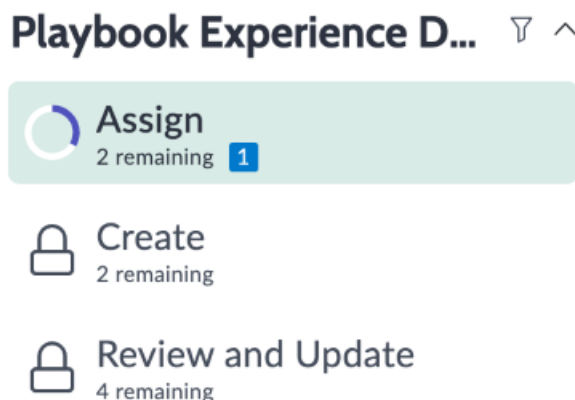 Playbook Experience D...
Assign
2 remaining 1
Create
2 remaining
Review and Update
4 remaining